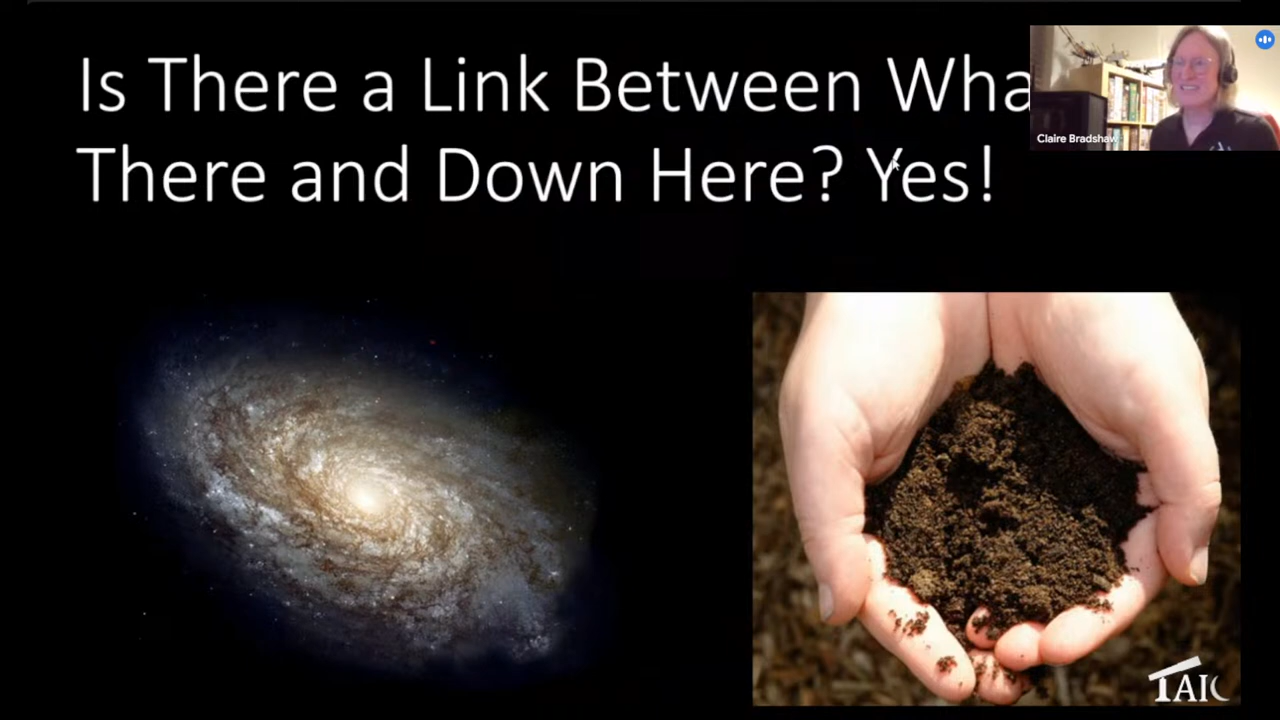 Is There a Link Between Wha
There and Down Here? Yes!
Claire Bradshaw
TAIC